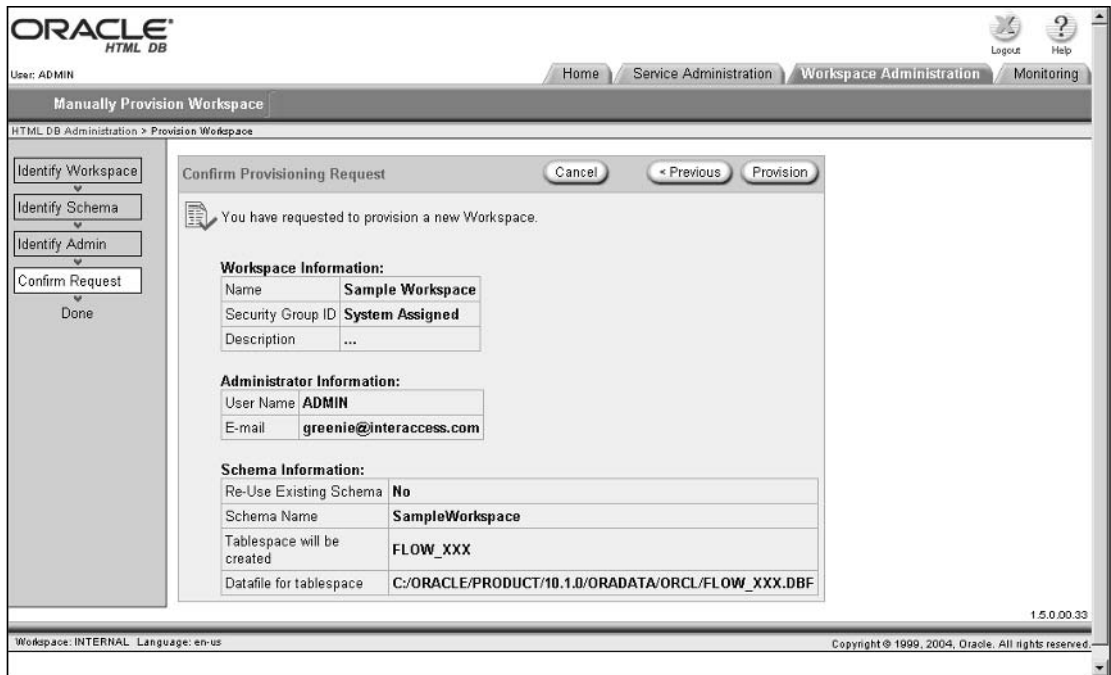 ORACLE
HTML DB
Logout
Help
User: ADMIN
Home
Service Administration
Workspace Administration
Monitoring
Manually Provision Workspace
HTML DB Administration > Provision Workspace
Identify Workspace
Identify Schema
Identify Admin
Confirm Request
Done
Confirm Provisioning Request
Cancel
< Previous
Provision
You have requested to provision a new Workspace.
Workspace Information:
Name Sample Workspace
Security Group ID System Assigned
Description ...
Administrator Information:
User Name ADMIN
E-mail greenie@interaccess.com
Schema Information:
Re-Use Existing Schema No
Schema Name SampleWorkspace
Tablespace will be
created FLOW_XXX
Datafile for tablespace C:/ORACLE/PRODUCT/10.1.0/ORADATA/ORCL/FLOW_XXX.DBF
1.5.0.00.33
Workspace: INTERNAL Language: en-us
Copyright © 1999, 2004, Oracle. All rights reserved.